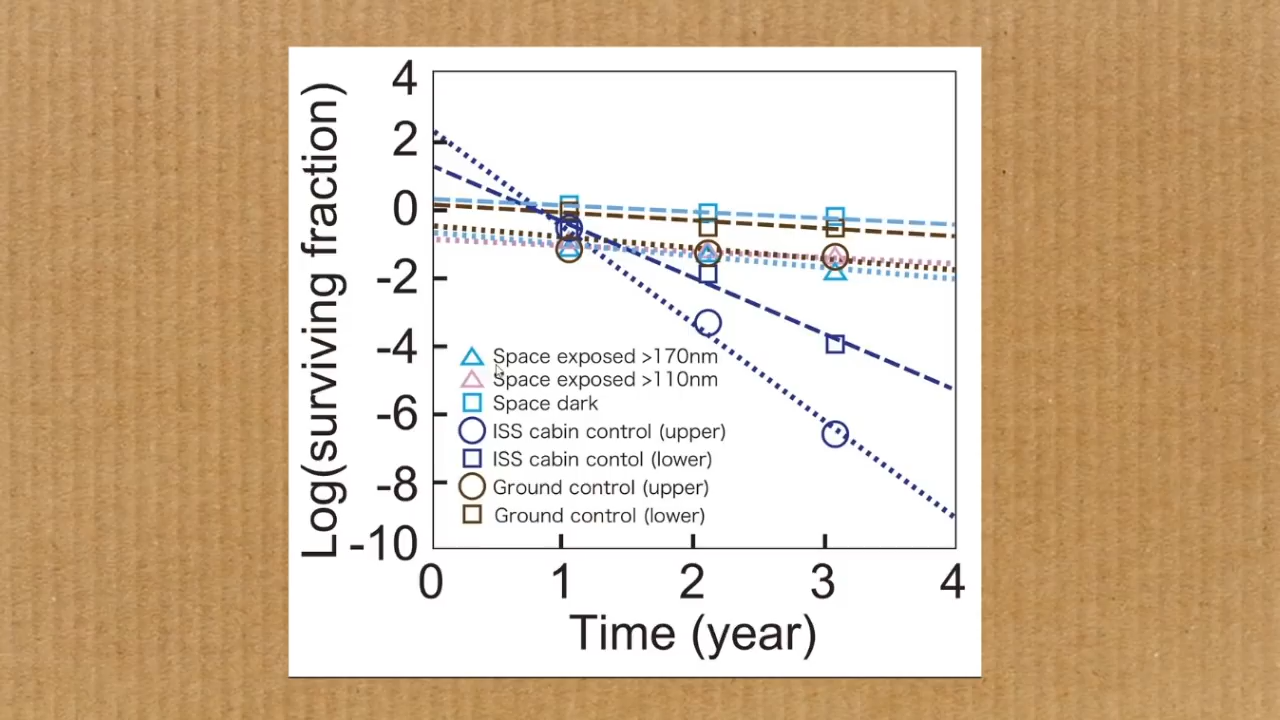 Log(surviving fraction)
4
2
0
-2
-4
-6
-8
-10
Space exposed >170nm
Space exposed >110nm
Space dark
ISS cabin control (upper)
ISS cabin contol (lower)
Ground control (upper)
Ground control (lower)
0 1 2 3 4
Time (year)